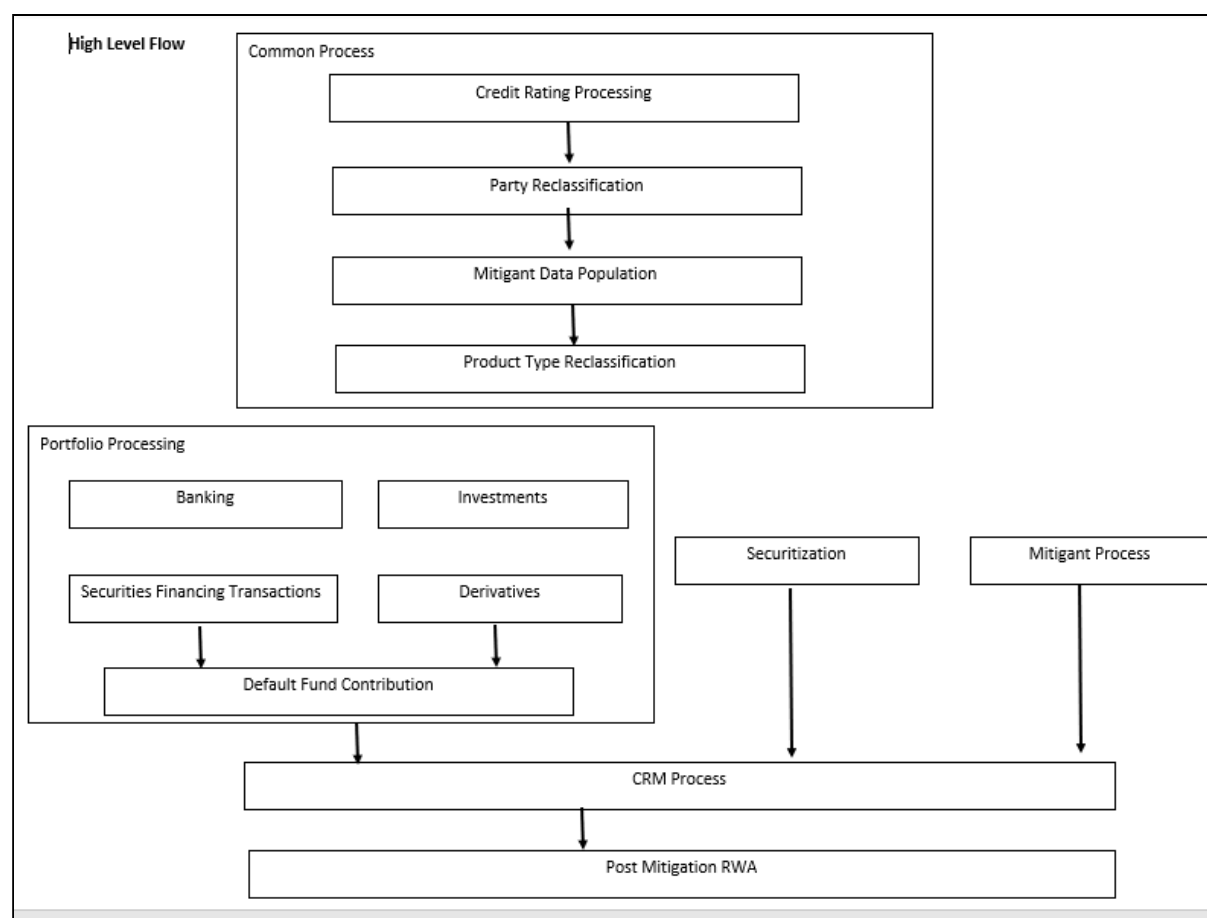 High Level Flow
Common Process
Credit Rating Processing
Party Reclassification
Mitigant Data Population
Product Type Reclassification
Portfolio Processing
Banking
Investments
Securitization
Mitigant Process
Securities Financing Transactions
Derivatives
Default Fund Contribution
CRM Process
Post Mitigation RWA